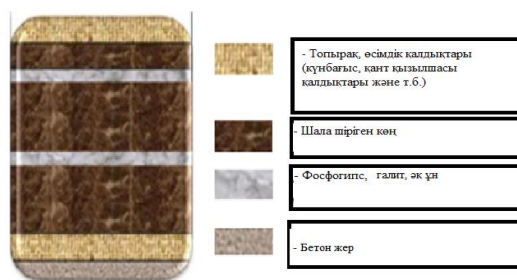 - Топырақ, өсімдік қалдықтары
(күнбағыс, қант қызылшасы
қалдықтары және т.б.)
- Шала шіріген көң
- Фосфогипс, галит, әк ұн
- Бетон жер